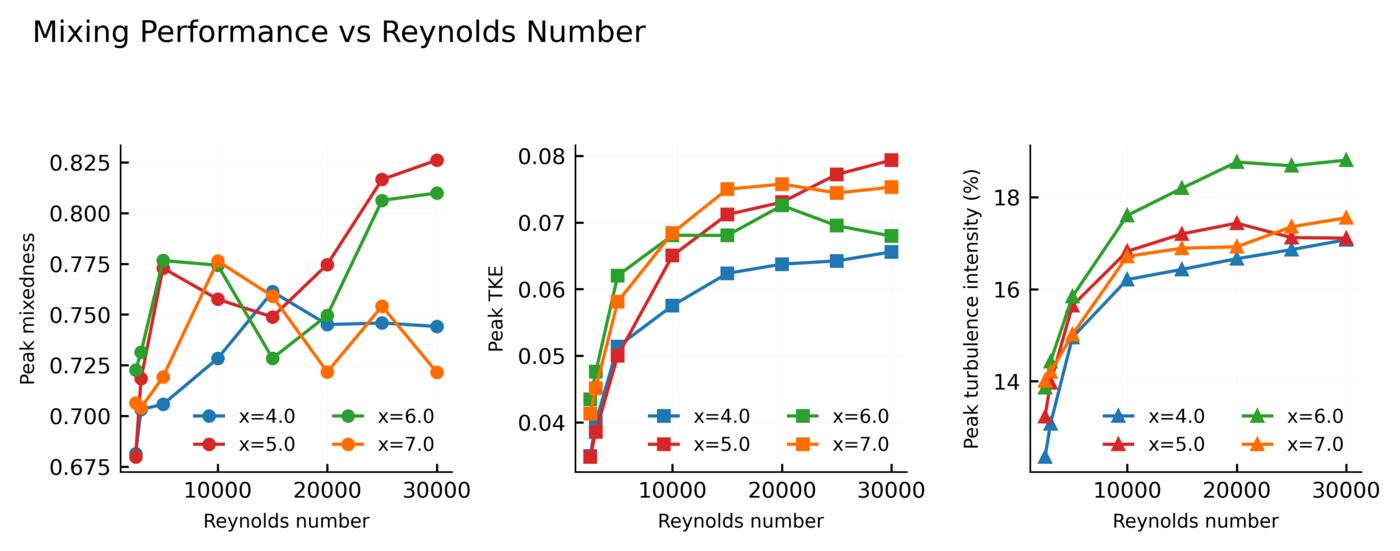 Mixing Performance vs Reynolds Number
Peak mixedness
0.825
0.800
0.775
0.750
0.725
0.700
0.675
10000 20000 30000
Reynolds number
x=4.0 x=6.0
x=5.0 x=7.0
Peak TKE
0.08
0.07
0.06
0.05
0.04
10000 20000 30000
Reynolds number
x=4.0 x=6.0
x=5.0 x=7.0
Peak turbulence intensity (%)
18
16
14
10000 20000 30000
Reynolds number
x=4.0 x=6.0
x=5.0 x=7.0